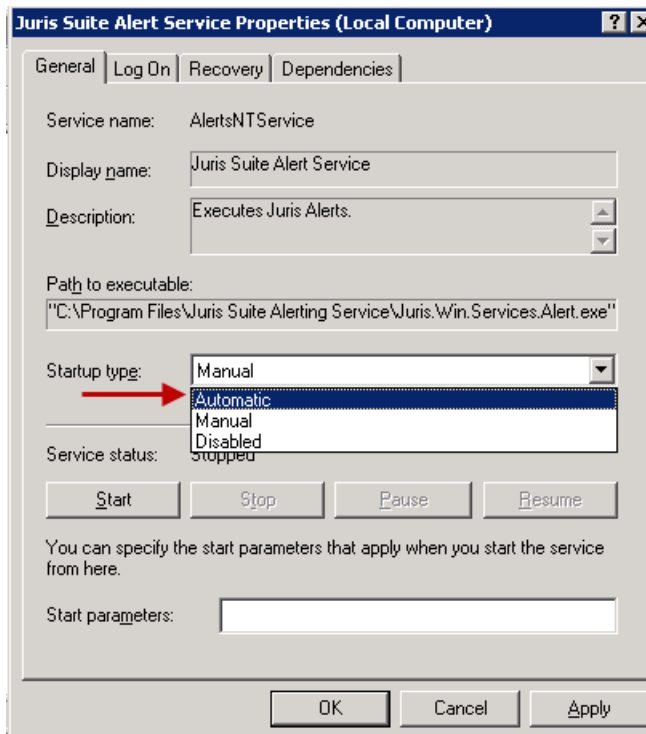 Juris Suite Alert Service Properties (Local Computer)
General Log On Recovery Dependencies
Service name: AlertsNTService
Display name: Juris Suite Alert Service
Description: Executes Juris Alerts.
Path to executable:
"C:\Program Files\Juris Suite Alerting Service\Juris.Win.Services.Alert.exe"
Startup type: Manual
Automatic
Manual
Disabled
Service status: Stopped
Start Stop Pause Resume
You can specify the start parameters that apply when you start the service
from here.
Start parameters:
OK Cancel Apply